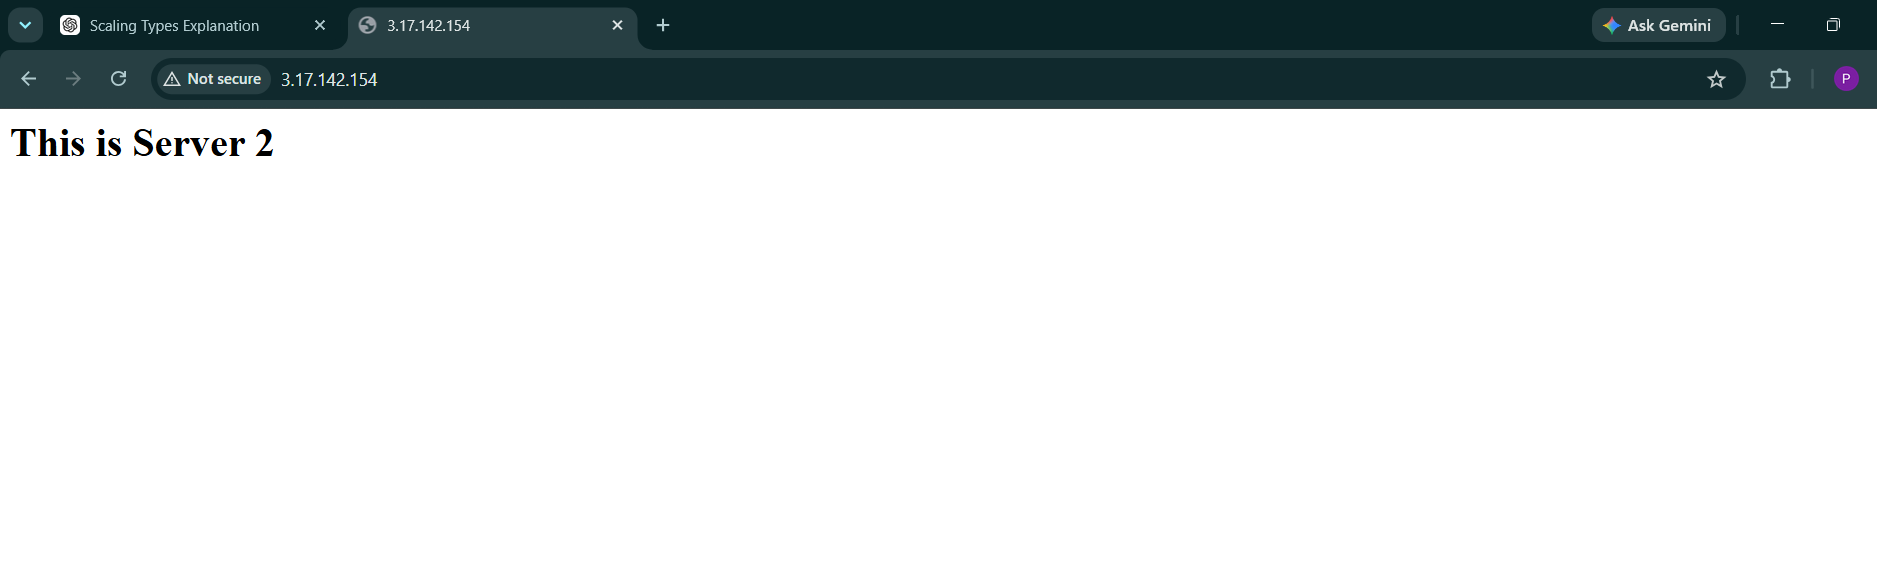 Scaling Types Explanation
3.17.142.154
Ask Gemini
Not secure
3.17.142.154
P
This is Server 2